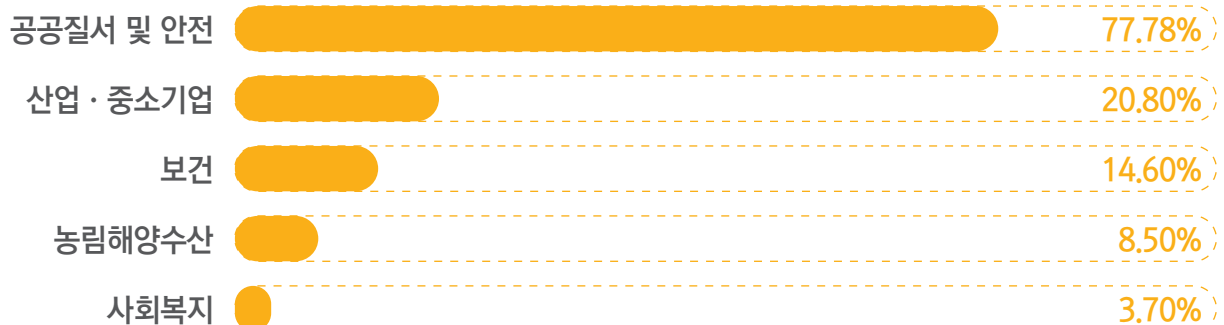 공공질서 및 안전 77.78%
산업 · 중소기업 20.80%
보건 14.60%
농림해양수산 8.50%
사회복지 3.70%